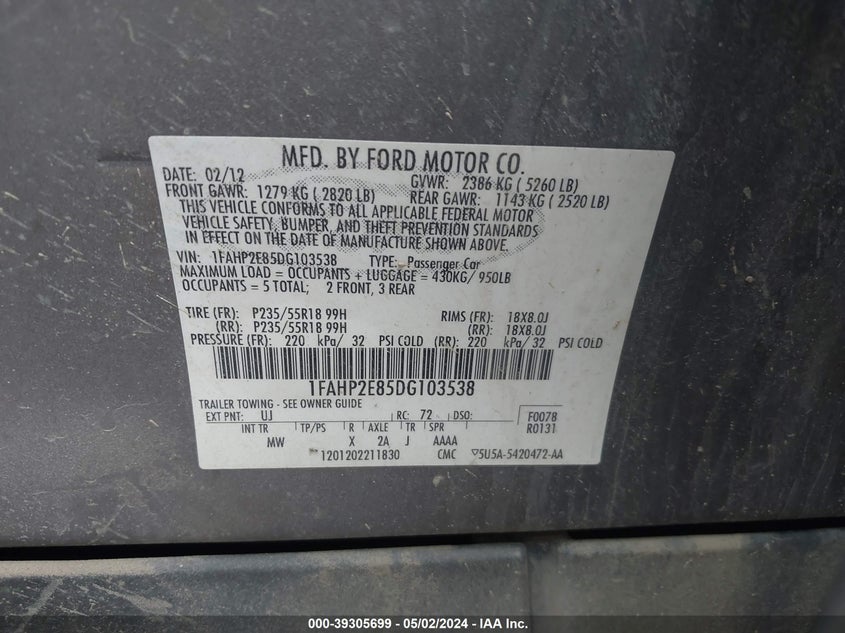 MFD. BY FORD MOTOR CO.
DATE: 02/12 GVWR: 2386 KG ( 5260 LB)
FRONT GAWR: 1279 KG ( 2820 LB) REAR GAWR: 1143 KG ( 2520 LB)
THIS VEHICLE CONFORMS TO ALL APPLICABLE FEDERAL MOTOR
VEHICLE SAFETY, BUMPER, AND THEFT PREVENTION STANDARDS
IN EFFECT ON THE DATE OF MANUFACTURE SHOWN ABOVE.
VIN: 1FAHP2E85DG103538 TYPE: Passenger Car
MAXIMUM LOAD = OCCUPANTS + LUGGAGE = 430KG/ 950LB
OCCUPANTS = 5 TOTAL; 2 FRONT, 3 REAR
TIRE (FR): P235/55R18 99H RIMS (FR): 18X8.0J
(RR): P235/55R18 99H (RR): 18X8.0J
PRESSURE (FR): 220 kPa/ 32 PSI COLD (RR): 220 kPa/ 32 PSI COLD
1FAHP2E85DG103538
TRAILER TOWING - SEE OWNER GUIDE
EXT PNT: UJ RC: 72 DSO: F0078
INT TR TP/PS R AXLE TR SPR R0131
MW X 2A J AAAA
1201202211830 CMC ▽5U5A-5420472-AA
000-39305699 - 05/02/2024 - IAA Inc.